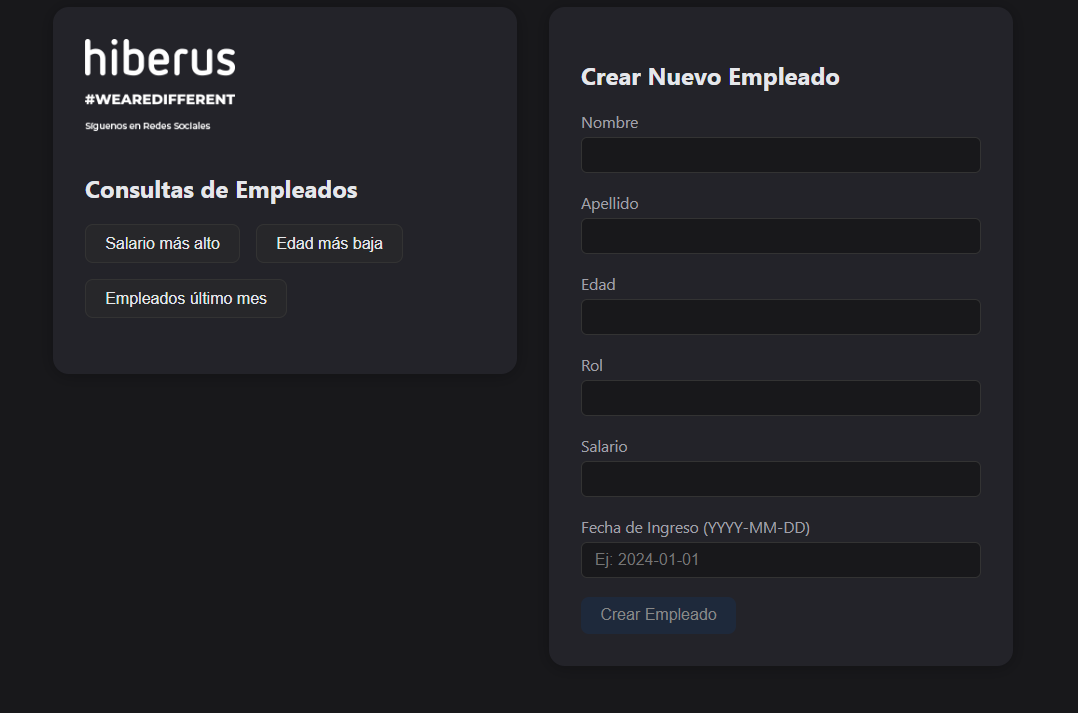 hiberus
#WEAREDIFFERENT
Síguenos en Redes Sociales
Consultas de Empleados
Salario más alto
Edad más baja
Empleados último mes
Crear Nuevo Empleado
Nombre
Apellido
Edad
Rol
Salario
Fecha de Ingreso (YYYY-MM-DD)
Ej: 2024-01-01
Crear Empleado